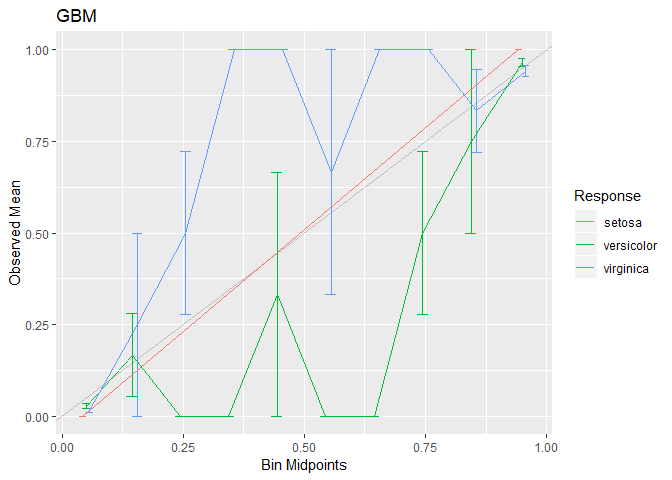 GBM
1.00
0.75
0.50
0.25
0.00
Observed Mean
0.00 0.25 0.50 0.75 1.00
Bin Midpoints
Response
setosa
versicolor
virginica